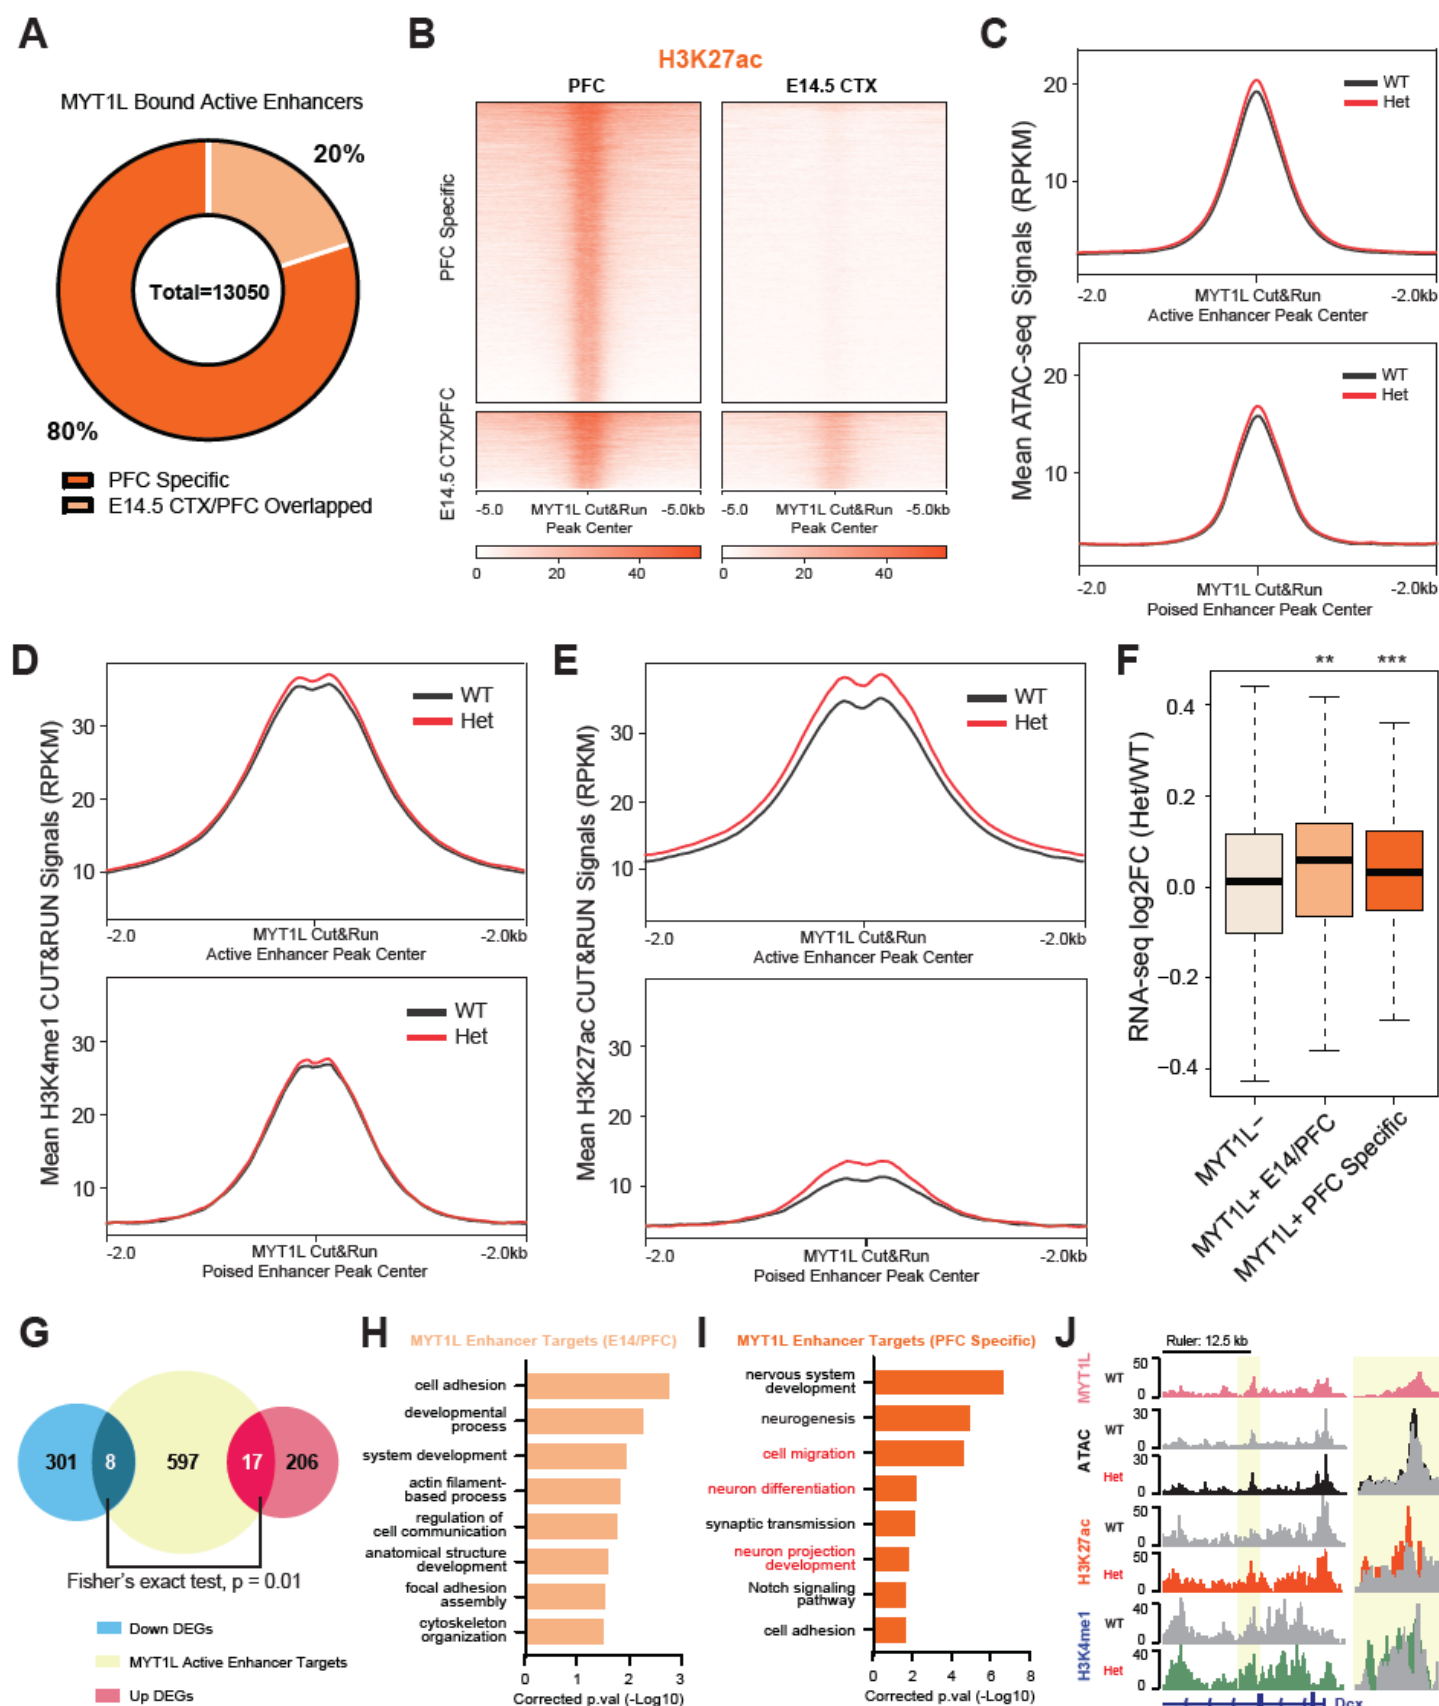 A
MYT1L Bound Active Enhancers
20%
Total=13050
80%
PFC Specific
E14.5 CTX/PFC Overlapped
B
H3K27ac
PFC
E14.5 CTX
PFC Specific
E14.5 CTX/PFC
-5.0
MYT1L Cut&Run
Peak Center
-5.0kb
-5.0
MYT1L Cut&Run
Peak Center
-5.0kb
0 20 40
0 20 40
C
Mean ATAC-seq Signals (RPKM)
20
10
WT
Het
-2.0
MYT1L Cut&Run
Active Enhancer Peak Center
-2.0kb
20
10
WT
Het
-2.0
MYT1L Cut&Run
Poised Enhancer Peak Center
-2.0kb
D
Mean H3K4me1 CUT&RUN Signals (RPKM)
30
20
10
WT
Het
-2.0
MYT1L Cut&Run
Active Enhancer Peak Center
-2.0kb
30
20
10
WT
Het
-2.0
MYT1L Cut&Run
Poised Enhancer Peak Center
-2.0kb
E
Mean H3K27ac CUT&RUN Signals (RPKM)
30
20
10
WT
Het
-2.0
MYT1L Cut&Run
Active Enhancer Peak Center
-2.0kb
30
20
10
-2.0
MYT1L Cut&Run
Poised Enhancer Peak Center
-2.0kb
F
** ***
RNA-seq log2FC (Het/WT)
0.4
0.2
0.0
−0.2
−0.4
MYT1L−
MYT1L+ E14/PFC
MYT1L+ PFC Specific
G
301 8 597 17 206
Fisher's exact test, p = 0.01
Down DEGs
MYT1L Active Enhancer Targets
Up DEGs
H
MYT1L Enhancer Targets (E14/PFC)
cell adhesion
developmental
process
system development
actin filament-
based process
regulation of
cell communication
anatomical structure
development
focal adhesion
assembly
cytoskeleton
organization
0 1 2 3
Corrected p.val (-Log10)
I
MYT1L Enhancer Targets (PFC Specific)
nervous system
development
neurogenesis
cell migration
neuron differentiation
synaptic transmission
neuron projection
development
Notch signaling
pathway
cell adhesion
0 2 4 6 8
Corrected p.val (-Log10)
J
Ruler: 12.5 kb
MYT1L
50
WT
0
ATAC
30
WT
0
30
Het
0
H3K27ac
50
WT
0
50
Het
0
H3K4me1
40
WT
0
40
Het
0
Dcx